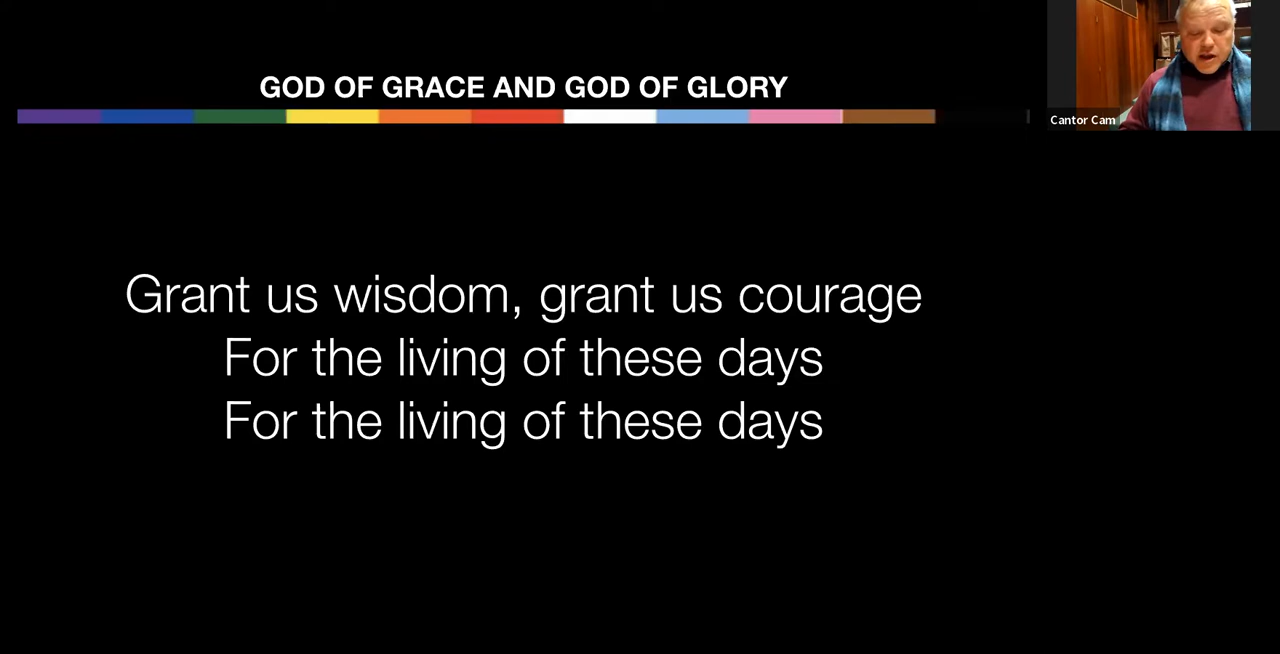 GOD OF GRACE AND GOD OF GLORY
Cantor Cam
Grant us wisdom, grant us courage
For the living of these days
For the living of these days